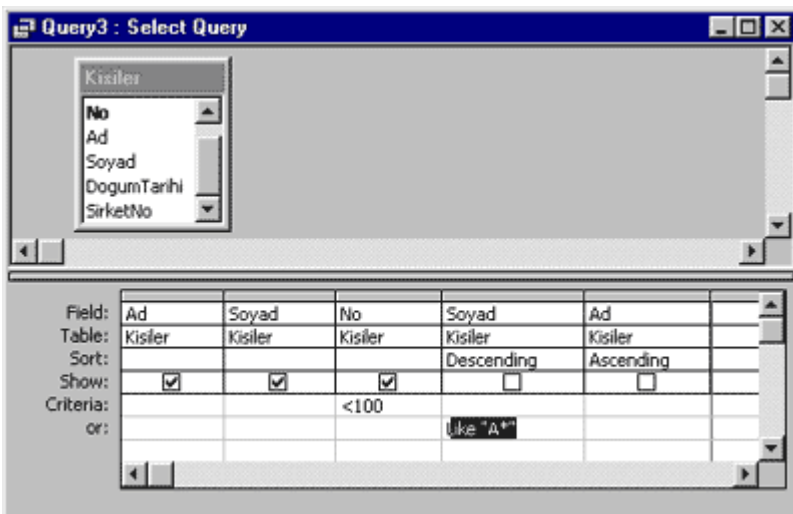 Query3 : Select Query
Kisiler
No
Ad
Soyad
DogumTarihi
SirketNo
Field: Ad Soyad No Soyad Ad
Table: Kisiler Kisiler Kisiler Kisiler Kisiler
Sort: Descending Ascending
Show:
Criteria: <100
or: Like "A*"